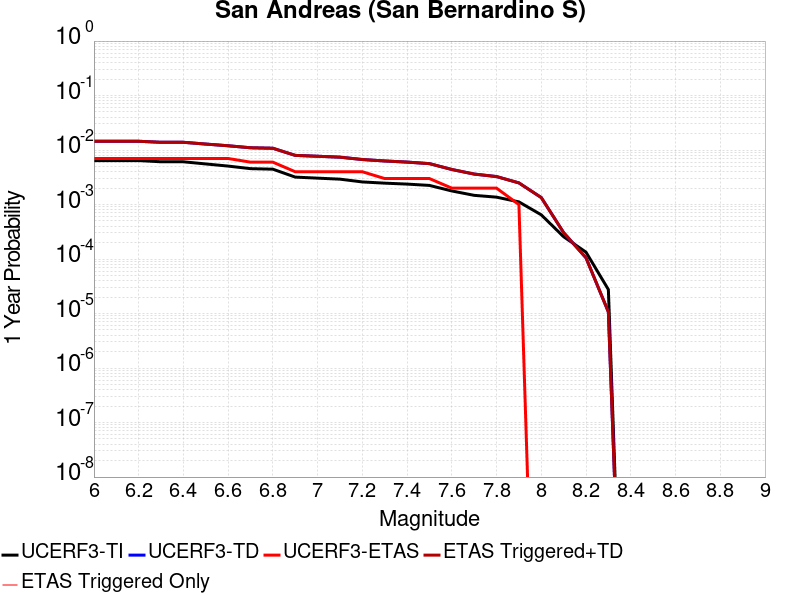 San Andreas (San Bernardino S)
10^0
10^-1
10^-2
10^-3
10^-4
10^-5
10^-6
10^-7
10^-8
1 Year Probability
6 6.2 6.4 6.6 6.8 7 7.2 7.4 7.6 7.8 8 8.2 8.4 8.6 8.8 9
Magnitude
UCERF3-TI UCERF3-TD UCERF3-ETAS ETAS Triggered+TD
ETAS Triggered Only